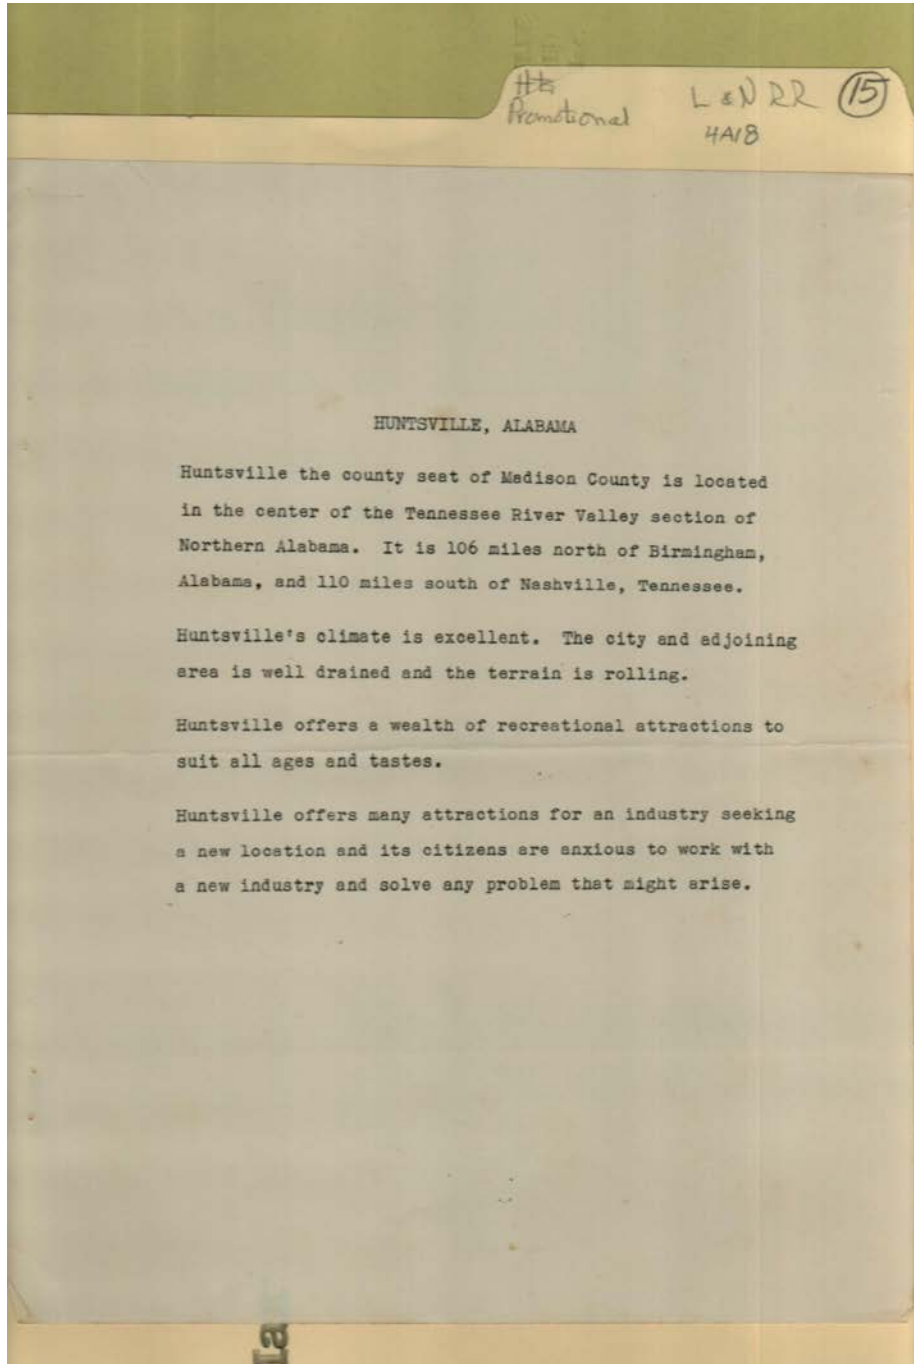 Promotional
L & N RR 15
4A18
HUNTSVILLE, ALABAMA
Huntsville the county seat of Madison County is located
in the center of the Tennessee River Valley section of
Northern Alabama. It is 106 miles north of Birmingham,
Alabama, and 110 miles south of Nashville, Tennessee.
Huntsville's climate is excellent. The city and adjoining
area is well drained and the terrain is rolling.
Huntsville offers a wealth of recreational attractions to
suit all ages and tastes.
Huntsville offers many attractions for an industry seeking
a new location and its citizens are anxious to work with
a new industry and solve any problem that might arise.